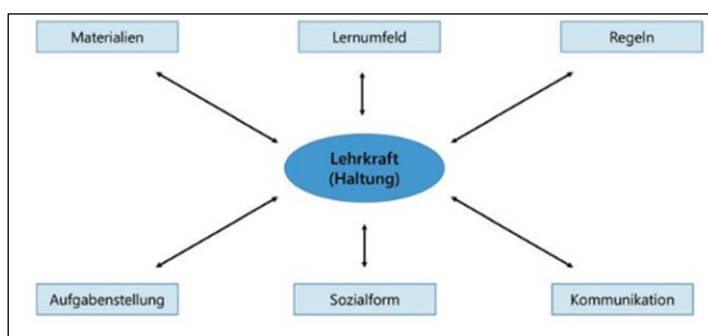 Materialien
Lernumfeld
Regeln
Lehrkraft
(Haltung)
Aufgabenstellung
Sozialform
Kommunikation